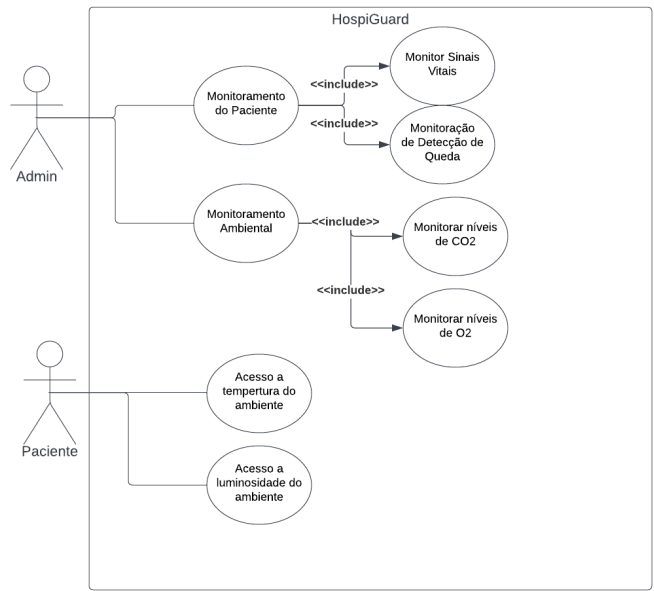 HospiGuard
Monitor Sinais
Vitais
<<include>>
Monitoramento
do Paciente
<<include>>
Monitoração
de Detecção de
Queda
Admin
Monitoramento
Ambiental
<<include>>
Monitorar níveis
de CO2
<<include>>
Monitorar níveis
de O2
Acesso a
tempertura do
ambiente
Paciente
Acesso a
luminosidade do
ambiente